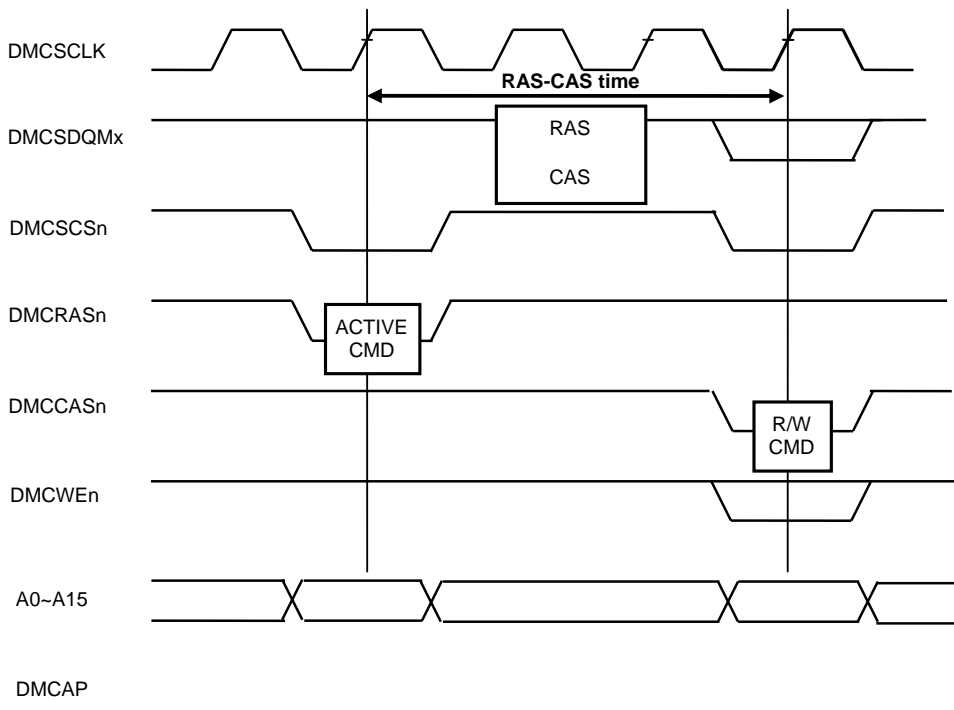 DMCSCLK
RAS-CAS time
DMCSDQMx
RAS
CAS
DMCSCSn
DMCRASn
ACTIVE
CMD
DMCCASn
R/W
CMD
DMCWEn
A0~A15
DMCAP